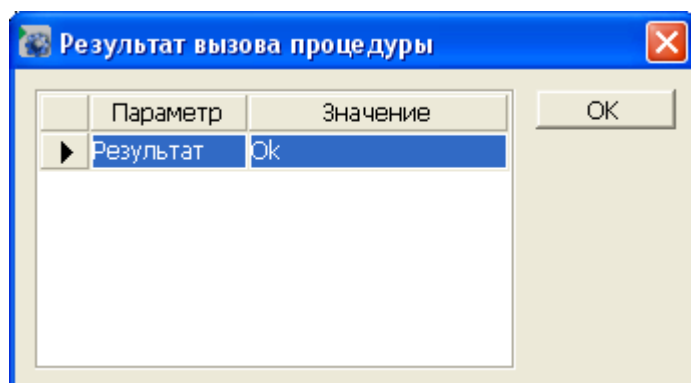 Результат вызова процедуры
Параметр Значение OK
Результат Ok